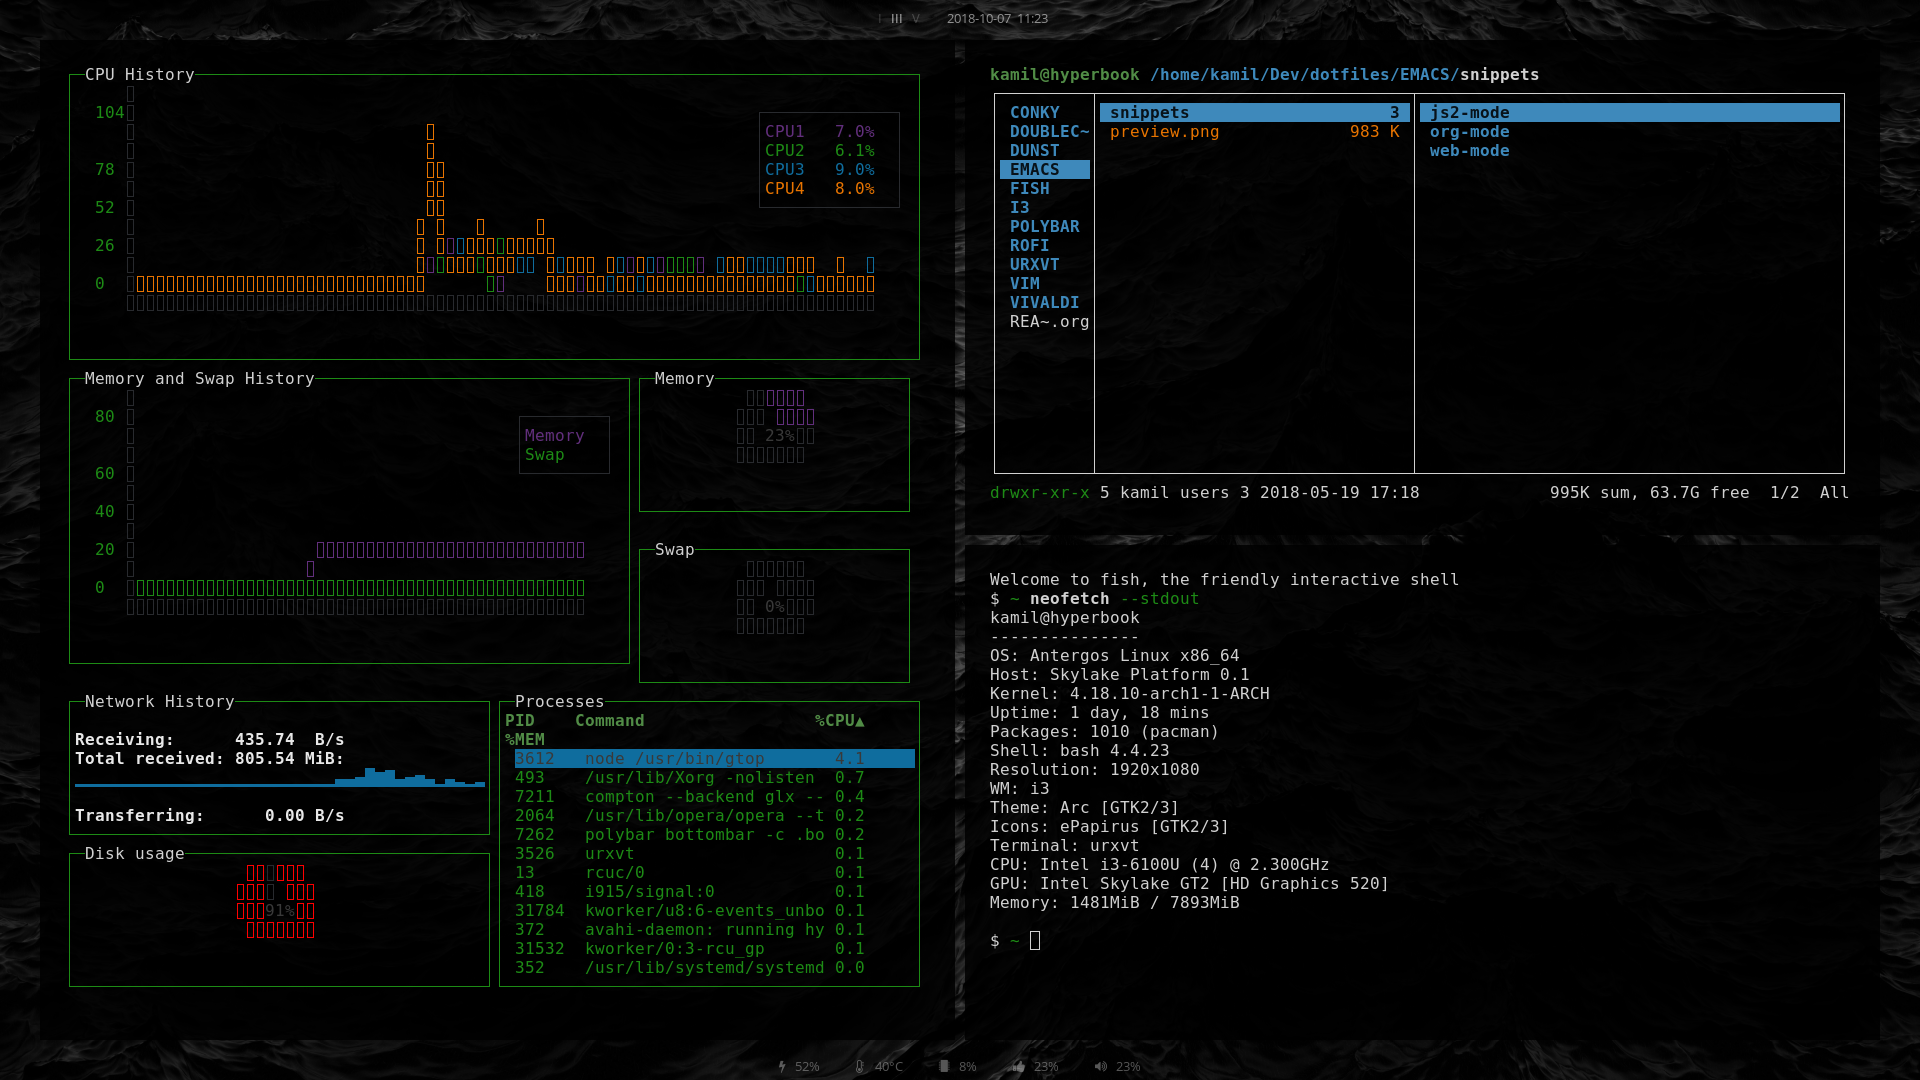 I III V 2018-10-07 11:23
CPU History
104
78
52
26
0
CPU1 7.0%
CPU2 6.1%
CPU3 9.0%
CPU4 8.0%
Memory and Swap History
80
60
40
20
0
Memory
Swap
Memory
23%
Swap
0%
Network History
Receiving: 435.74 B/s
Total received: 805.54 MiB:
Transferring: 0.00 B/s
Disk usage
91%
Processes
PID Command %CPU▲
%MEM
3612 node /usr/bin/gtop 4.1
493 /usr/lib/Xorg -nolisten 0.7
7211 compton --backend glx -- 0.4
2064 /usr/lib/opera/opera --t 0.2
7262 polybar bottombar -c .bo 0.2
3526 urxvt 0.1
13 rcuc/0 0.1
418 i915/signal:0 0.1
31784 kworker/u8:6-events_unbo 0.1
372 avahi-daemon: running hy 0.1
31532 kworker/0:3-rcu_gp 0.1
352 /usr/lib/systemd/systemd 0.0
kamil@hyperbook /home/kamil/Dev/dotfiles/EMACS/snippets
CONKY
DOUBLEC~
DUNST
EMACS
FISH
I3
POLYBAR
ROFI
URXVT
VIM
VIVALDI
REA~.org
snippets 3
preview.png 983 K
js2-mode
org-mode
web-mode
drwxr-xr-x 5 kamil users 3 2018-05-19 17:18 995K sum, 63.7G free 1/2 All
Welcome to fish, the friendly interactive shell
$ ~ neofetch --stdout
kamil@hyperbook
---------------
OS: Antergos Linux x86_64
Host: Skylake Platform 0.1
Kernel: 4.18.10-arch1-1-ARCH
Uptime: 1 day, 18 mins
Packages: 1010 (pacman)
Shell: bash 4.4.23
Resolution: 1920x1080
WM: i3
Theme: Arc [GTK2/3]
Icons: ePapirus [GTK2/3]
Terminal: urxvt
CPU: Intel i3-6100U (4) @ 2.300GHz
GPU: Intel Skylake GT2 [HD Graphics 520]
Memory: 1481MiB / 7893MiB
$ ~
52% 40°C 8% 23% 23%